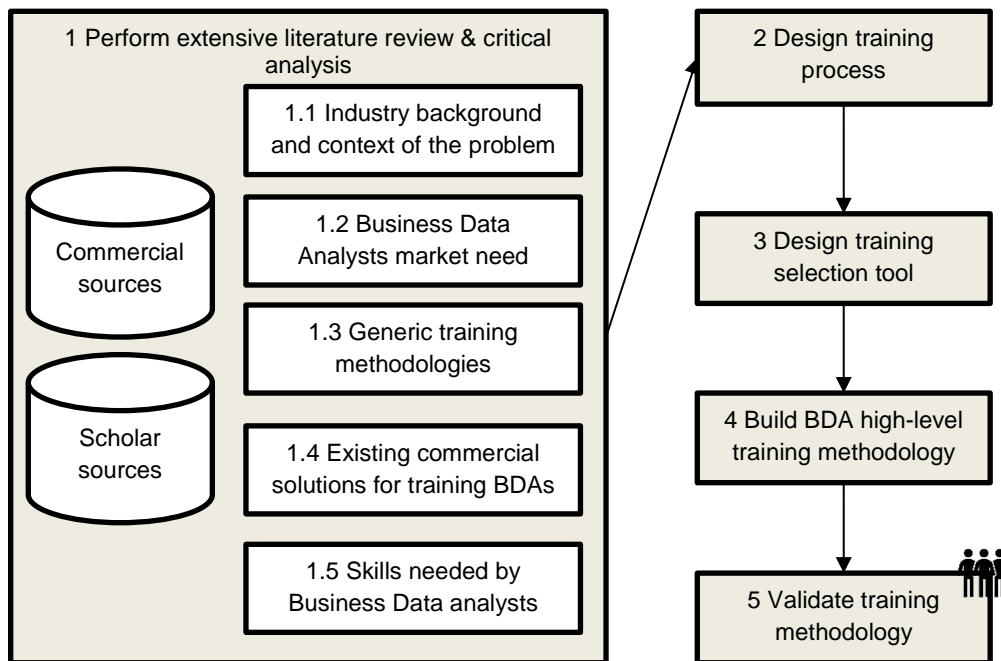 1 Perform extensive literature review & critical
analysis
1.1 Industry background
and context of the problem
1.2 Business Data
Analysts market need
1.3 Generic training
methodologies
1.4 Existing commercial
solutions for training BDAs
1.5 Skills needed by
Business Data analysts
Commercial
sources
Scholar
sources
2 Design training
process
3 Design training
selection tool
4 Build BDA high-level
training methodology
5 Validate training
methodology